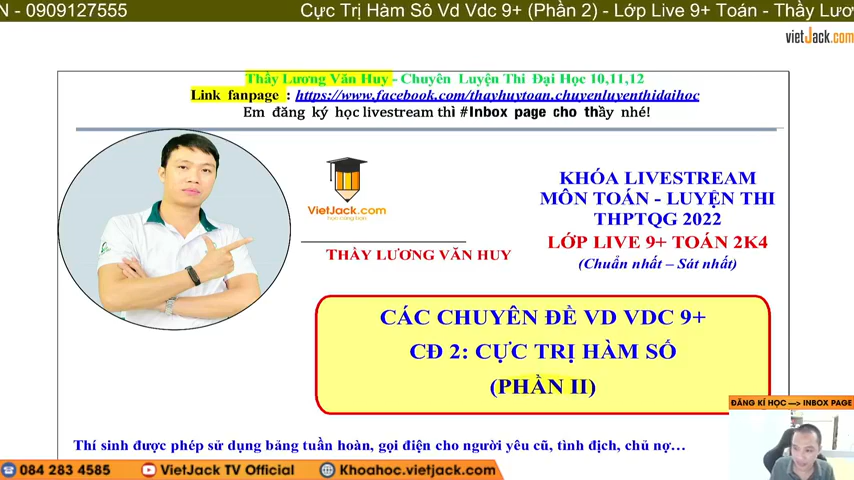 N - 0909127555 Cực Trị Hàm Số Vd Vdc 9+ (Phần 2) - Lớp Live 9+ Toán - Thầy Lươ
vietJack.com
Thầy Lương Văn Huy - Chuyên Luyện Thi Đại Học 10,11,12
Link fanpage : https://www.facebook.com/thayhuytoan.chuyenluyenthidaihoc
Em đăng ký học livestream thì #Inbox page cho thầy nhé!
VietJack.com
THẦY LƯƠNG VĂN HUY
KHÓA LIVESTREAM
MÔN TOÁN - LUYỆN THI
THPTQG 2022
LỚP LIVE 9+ TOÁN 2K4
(Chuẩn nhất – Sát nhất)
CÁC CHUYÊN ĐỀ VD VDC 9+
CĐ 2: CỰC TRỊ HÀM SỐ
(PHẦN II)
ĐĂNG KÍ HỌC —> INBOX PAGE
Thí sinh được phép sử dụng bảng tuần hoàn, gọi điện cho người yêu cũ, tình địch, chủ nợ…
084 283 4585 VietJack TV Official Khoahoc.vietjack.com